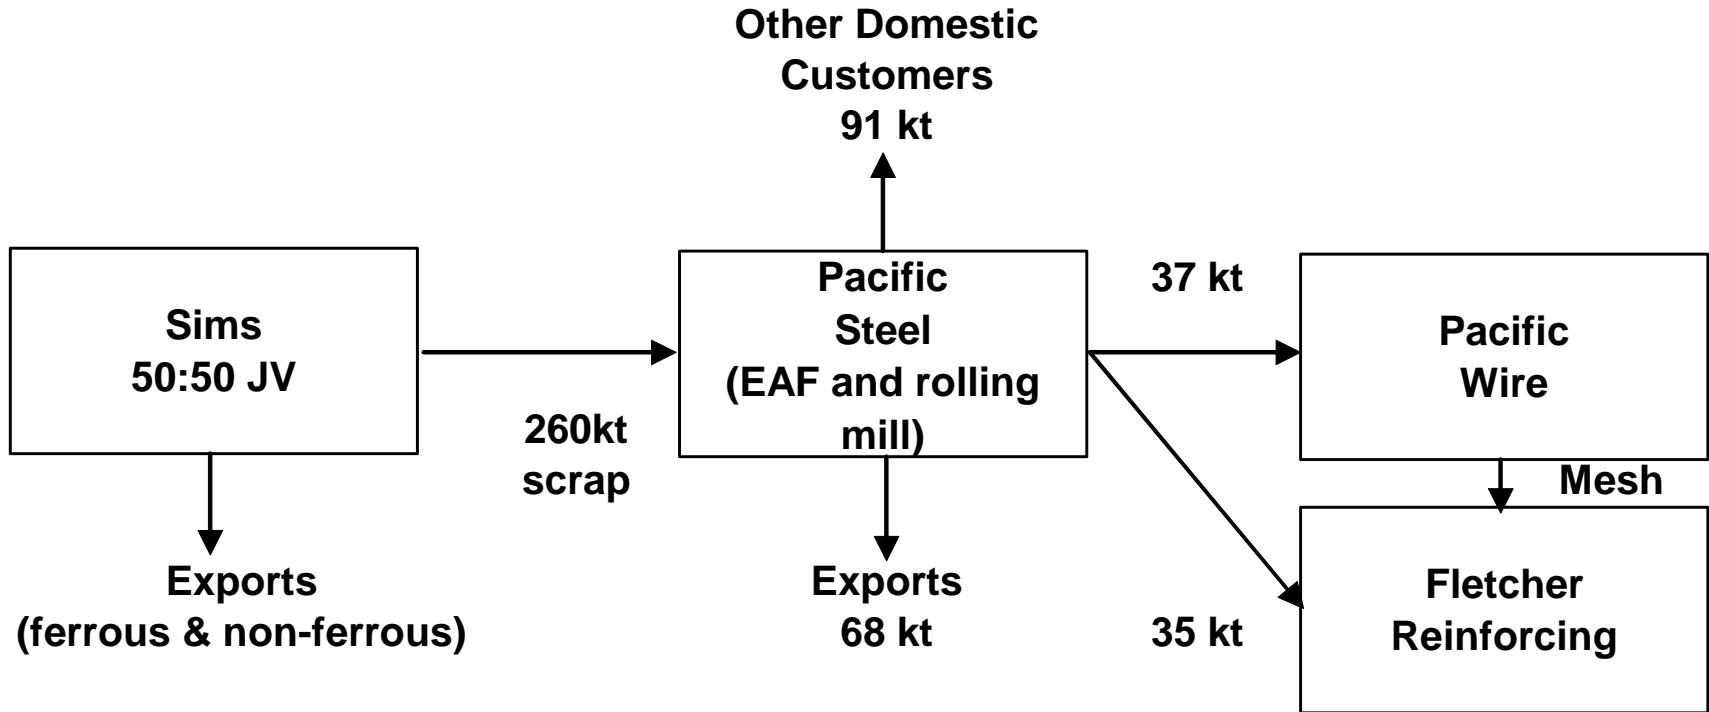 Other Domestic
Customers
91 kt
Sims
50:50 JV
260kt
scrap
Exports
(ferrous & non-ferrous)
Pacific
Steel
(EAF and rolling
mill)
Exports
68 kt
37 kt
35 kt
Pacific
Wire
Mesh
Fletcher
Reinforcing